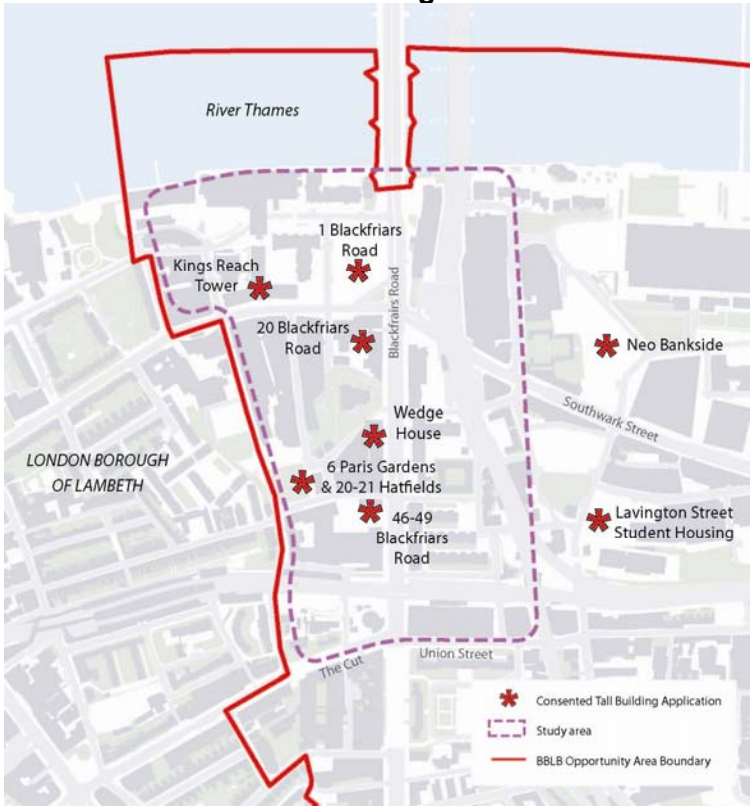 River Thames
1 Blackfriars
Road
Kings Reach
Tower
20 Blackfriars
Road
Blackfrairs Road
Neo Bankside
Southwark Street
Wedge
House
LONDON BOROUGH
OF LAMBETH
6 Paris Gardens
& 20-21 Hatfields
46-49
Blackfriars
Road
Lavington Street
Student Housing
The Cut
Union Street
Consented Tall Building Application
Study area
BBLB Opportunity Area Boundary